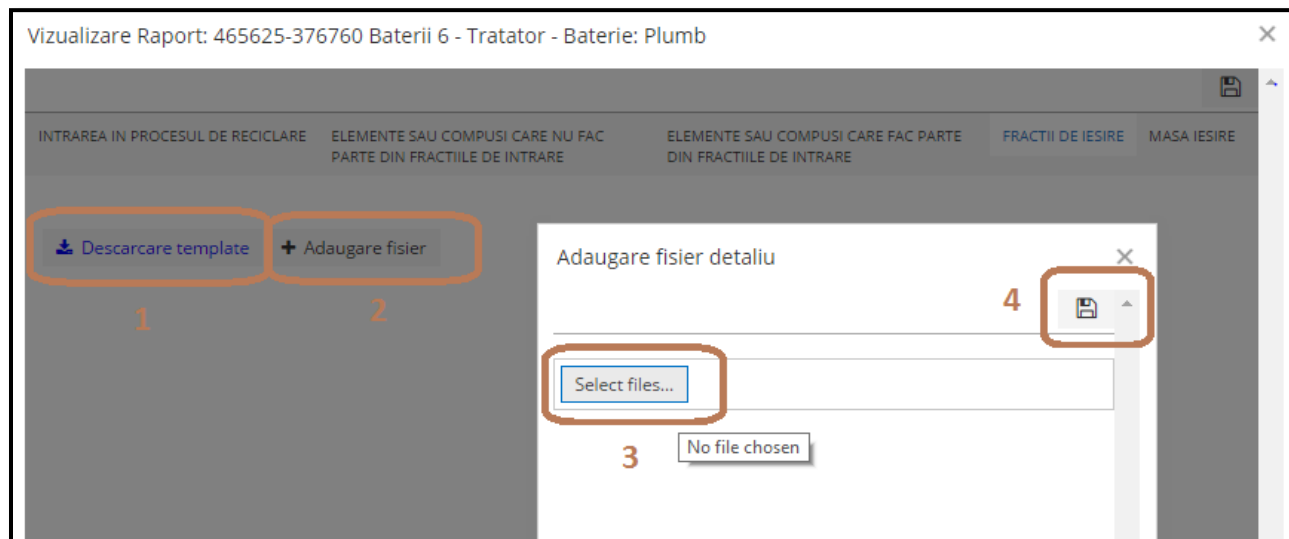 Vizualizare Raport: 465625-376760 Baterii 6 - Tratator - Baterie: Plumb
INTRAREA IN PROCESUL DE RECICLARE
ELEMENTE SAU COMPUSI CARE NU FAC
PARTE DIN FRACTIILE DE INTRARE
ELEMENTE SAU COMPUSI CARE FAC PARTE
DIN FRACTIILE DE INTRARE
FRACTII DE IESIRE
MASA IESIRE
Descarcare template
1
Adaugare fisier
2
Adaugare fisier detaliu
4
Select files...
3
No file chosen